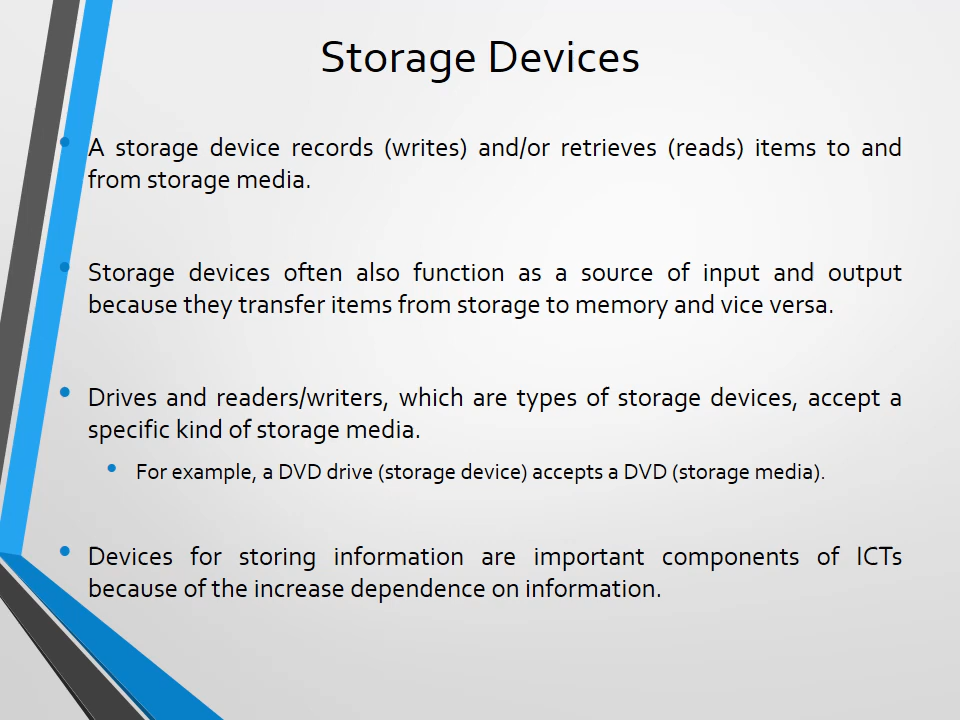 Storage Devices
• A storage device records (writes) and/or retrieves (reads) items to and
from storage media.
• Storage devices often also function as a source of input and output
because they transfer items from storage to memory and vice versa.
• Drives and readers/writers, which are types of storage devices, accept a
specific kind of storage media.
• For example, a DVD drive (storage device) accepts a DVD (storage media).
• Devices for storing information are important components of ICTs
because of the increase dependence on information.